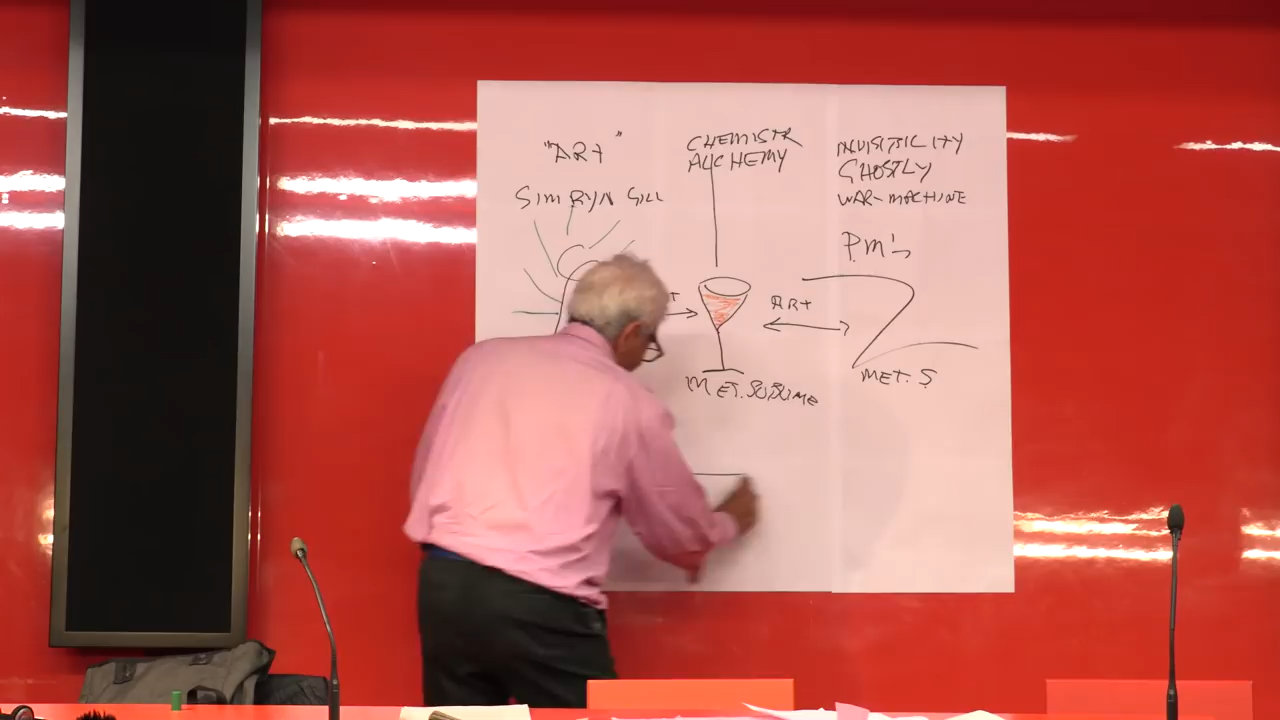 "ART"
SIMRYN GILL
CHEMISTR
ALCHEMY
INVISIBILITY
GHOSTLY
WAR-MACHINE
P.M's
T
ART
MET. SUBLIME
MET. S